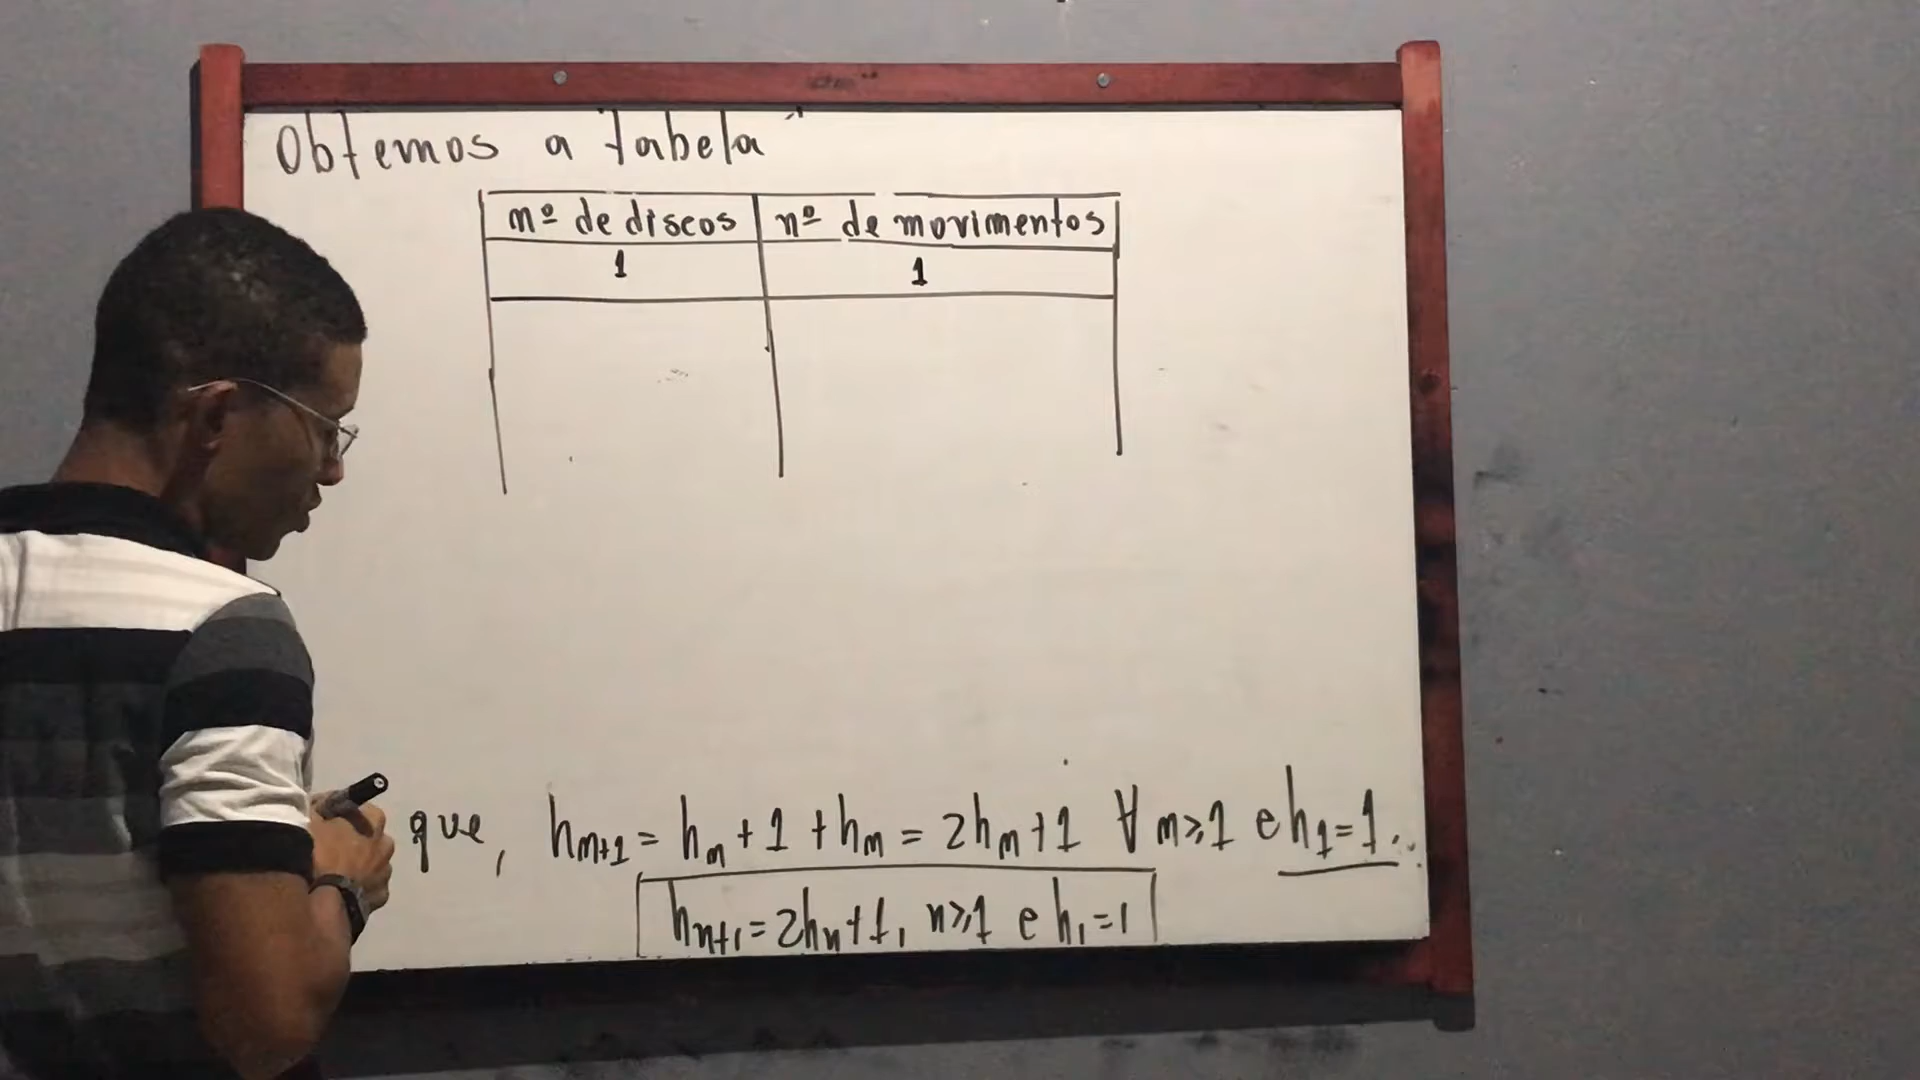 Obtemos a tabela
nº de discos nº de movimentos
1 1
que, hₙ₊₁ = hₙ + 1 + hₙ = 2hₙ + 1 ∀ n ≥ 1 e h₁ = 1.
hₙ₊₁ = 2hₙ + 1, n ≥ 1 e h₁ = 1